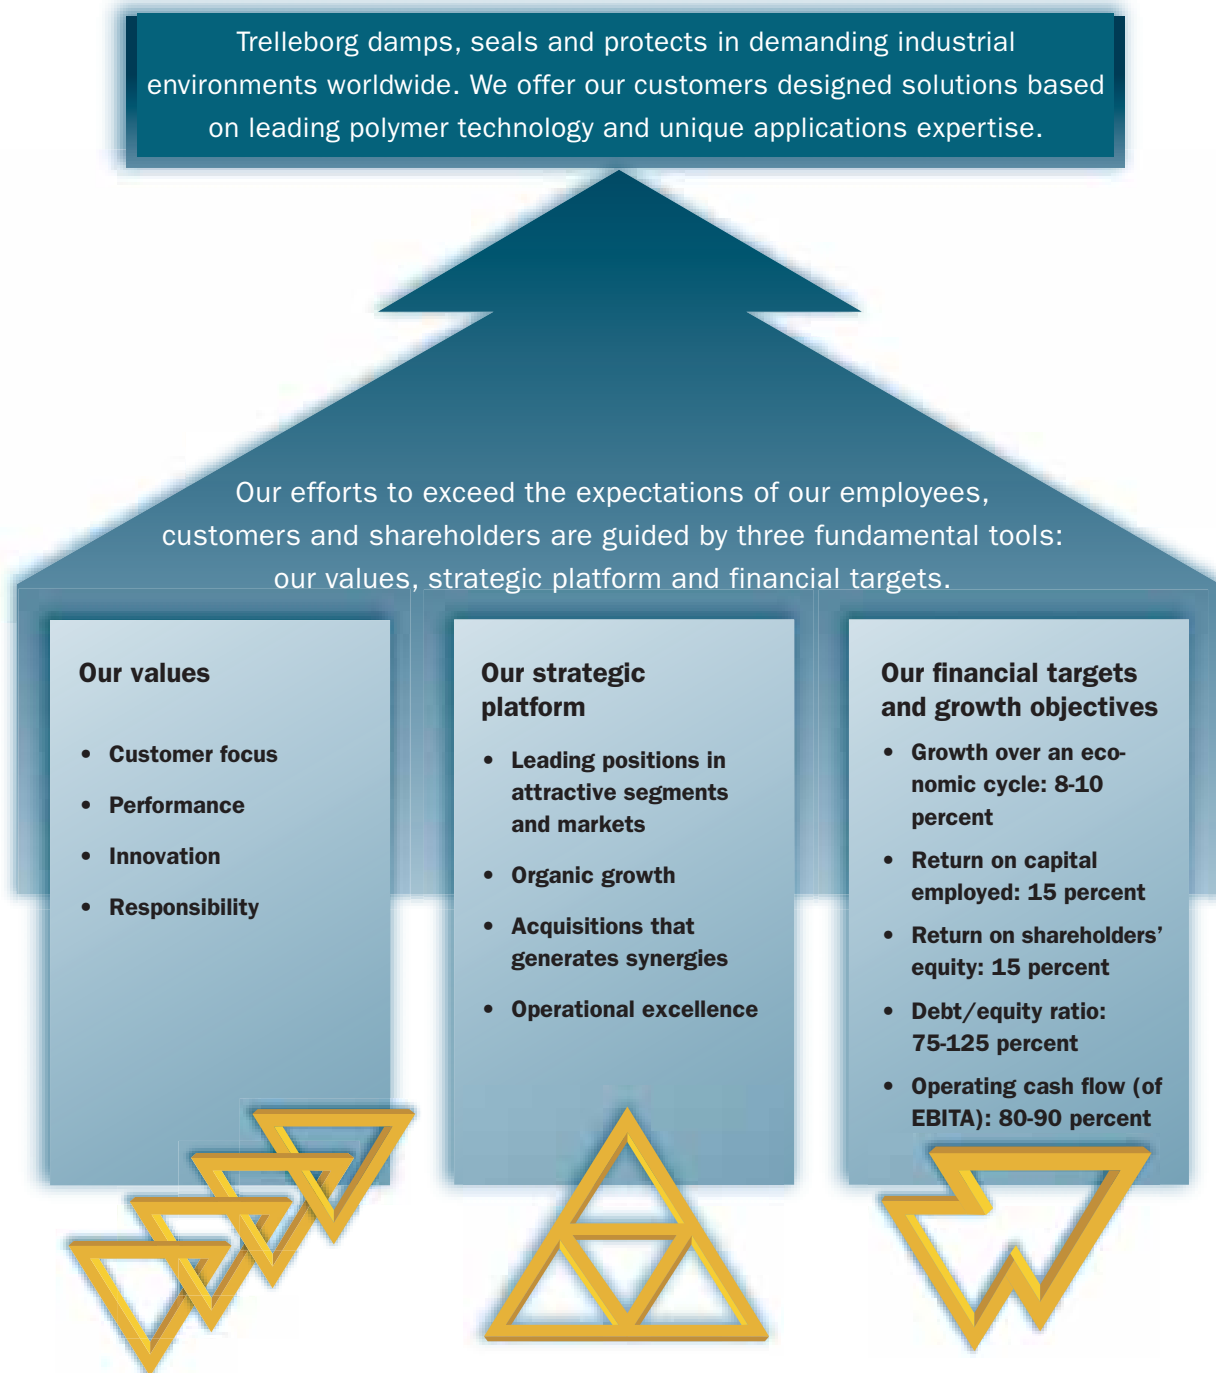 Trelleborg damps, seals and protects in demanding industrial
environments worldwide. We offer our customers designed solutions based
on leading polymer technology and unique applications expertise.
Our efforts to exceed the expectations of our employees,
customers and shareholders are guided by three fundamental tools:
our values, strategic platform and financial targets.
Our values
• Customer focus
• Performance
• Innovation
• Responsibility
Our strategic
platform
• Leading positions in
attractive segments
and markets
• Organic growth
• Acquisitions that
generates synergies
• Operational excellence
Our financial targets
and growth objectives
• Growth over an eco-
nomic cycle: 8-10
percent
• Return on capital
employed: 15 percent
• Return on shareholders’
equity: 15 percent
• Debt/equity ratio:
75-125 percent
• Operating cash flow (of
EBITA): 80-90 percent